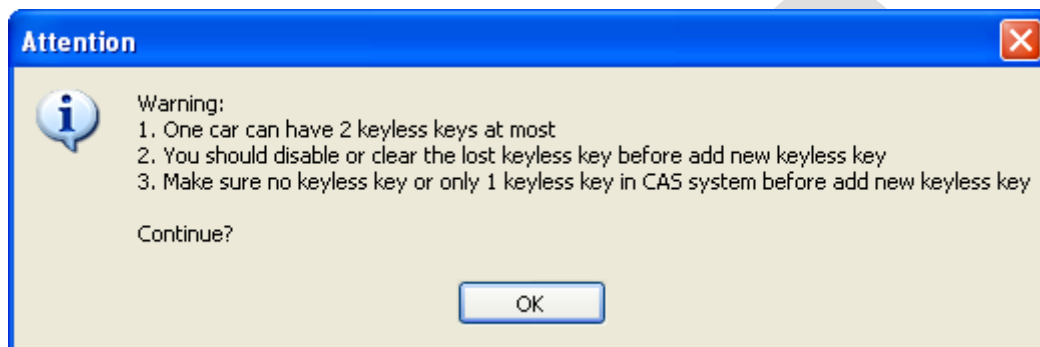 Attention
Warning:
1. One car can have 2 keyless keys at most
2. You should disable or clear the lost keyless key before add new keyless key
3. Make sure no keyless key or only 1 keyless key in CAS system before add new keyless key
Continue?
OK